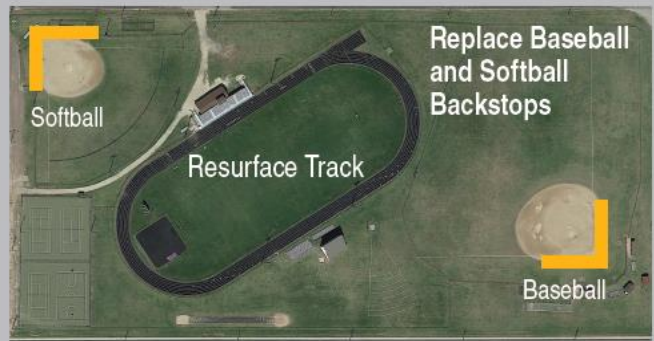 Replace Baseball
and Softball
Backstops
Softball
Resurface Track
Baseball